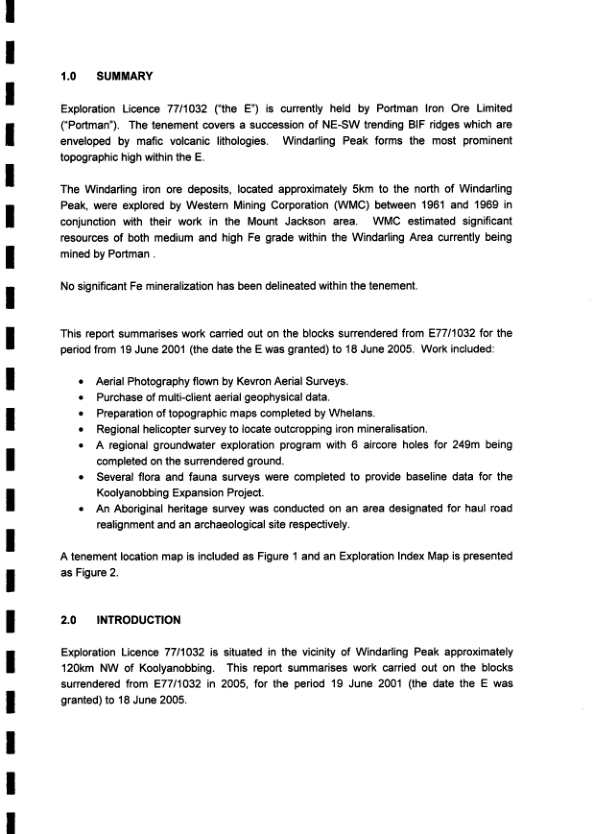 1.0 SUMMARY
Exploration Licence 77/1032 ("the E") is currently held by Portman Iron Ore Limited
("Portman"). The tenement covers a succession of NE-SW trending BIF ridges which are
enveloped by mafic volcanic lithologies. Windarling Peak forms the most prominent
topographic high within the E.
The Windarling iron ore deposits, located approximately 5km to the north of Windarling
Peak, were explored by Western Mining Corporation (WMC) between 1961 and 1969 in
conjunction with their work in the Mount Jackson area. WMC estimated significant
resources of both medium and high Fe grade within the Windarling Area currently being
mined by Portman .
No significant Fe mineralization has been delineated within the tenement.
This report summarises work carried out on the blocks surrendered from E77/1032 for the
period from 19 June 2001 (the date the E was granted) to 18 June 2005. Work included:
• Aerial Photography flown by Kevron Aerial Surveys.
• Purchase of multi-client aerial geophysical data.
• Preparation of topographic maps completed by Whelans.
• Regional helicopter survey to locate outcropping iron mineralisation.
• A regional groundwater exploration program with 6 aircore holes for 249m being
completed on the surrendered ground.
• Several flora and fauna surveys were completed to provide baseline data for the
Koolyanobbing Expansion Project.
• An Aboriginal heritage survey was conducted on an area designated for haul road
realignment and an archaeological site respectively.
A tenement location map is included as Figure 1 and an Exploration Index Map is presented
as Figure 2.
2.0 INTRODUCTION
Exploration Licence 77/1032 is situated in the vicinity of Windarling Peak approximately
120km NW of Koolyanobbing. This report summarises work carried out on the blocks
surrendered from E77/1032 in 2005, for the period 19 June 2001 (the date the E was
granted) to 18 June 2005.